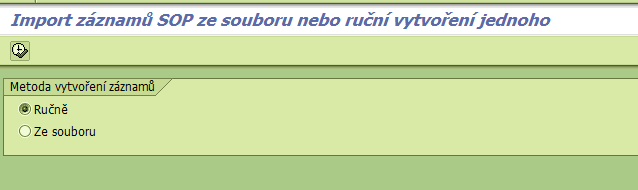 Import záznamů SOP ze souboru nebo ruční vytvoření jednoho
Metoda vytvoření záznamů
Ručně
Ze souboru